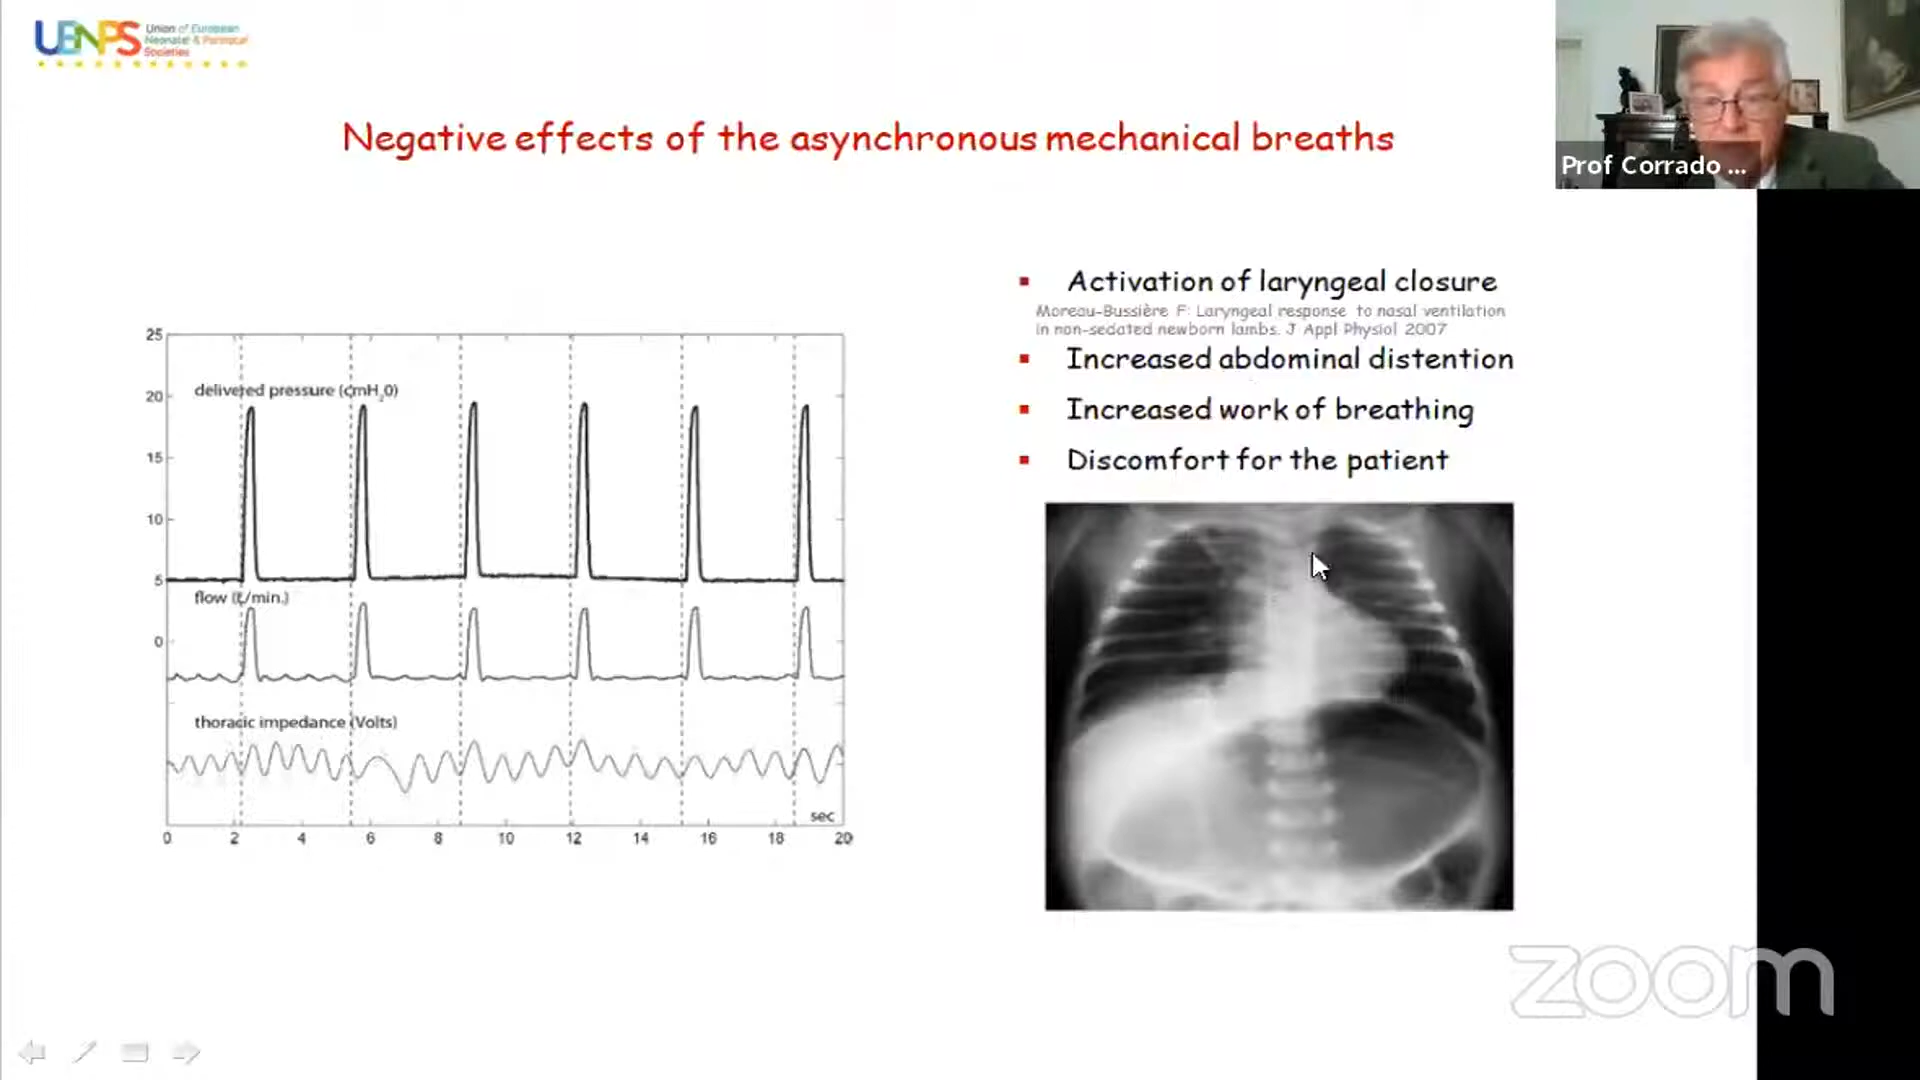 UENPS
Union of European
Neonatal & Perinatal
Societies
Prof Corrado ...
Negative effects of the asynchronous mechanical breaths
25
20
15
10
5
0
delivered pressure (cmH₂0)
flow (L/min.)
thoracic impedance (Volts)
sec
0 2 4 6 8 10 12 14 16 18 20
▪ Activation of laryngeal closure
Moreau-Bussière F: Laryngeal response to nasal ventilation
in non-sedated newborn lambs. J Appl Physiol 2007
▪ Increased abdominal distention
▪ Increased work of breathing
▪ Discomfort for the patient
zoom